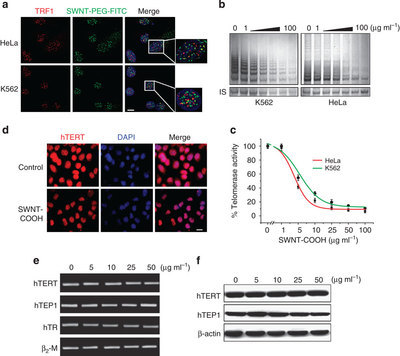 a TRF1 SWNT-PEG-FITC Merge
HeLa
K562
b 0 1 100 (μg ml⁻¹) 0 1 100
IS
K562 HeLa
d hTERT DAPI Merge
Control
SWNT-
COOH
c
% Telomerase activity
100
80
60
40
20
0
HeLa
K562
0 1 5 10 25 50 100
SWNT-COOH (μg ml⁻¹)
e 0 5 10 25 50 (μg ml⁻¹)
hTERT
hTEP1
hTR
β₂-M
f 0 5 10 25 50 (μg ml⁻¹)
hTERT
hTEP1
β-actin